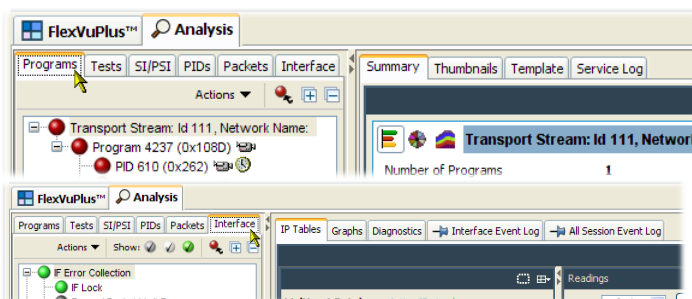 FlexVuPlus™ Analysis
Programs Tests SI/PSI PIDs Packets Interface Summary Thumbnails Template Service Log
Actions
Transport Stream: Id 111, Network Name:
Program 4237 (0x108D)
PID 610 (0x262)
Transport Stream: Id 111, Networ
Number of Programs 1
FlexVuPlus™ Analysis
Programs Tests SI/PSI PIDs Packets Interface IP Tables Graphs Diagnostics Interface Event Log All Session Event Log
Actions Show:
IF Error Collection
IF Lock
Readings